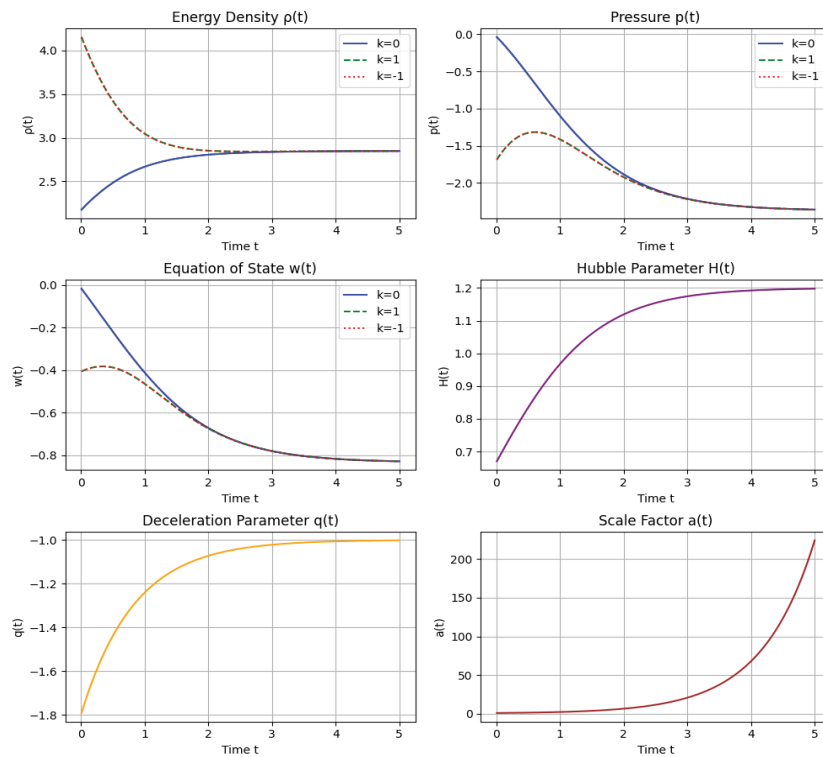 Energy Density ρ(t)
4.0
3.5
3.0
2.5
ρ(t)
k=0
k=1
k=-1
0 1 2 3 4 5
Time t
Pressure p(t)
0.0
−0.5
−1.0
−1.5
−2.0
p(t)
k=0
k=1
k=-1
0 1 2 3 4 5
Time t
Equation of State w(t)
0.0
−0.2
−0.4
−0.6
−0.8
w(t)
k=0
k=1
k=-1
0 1 2 3 4 5
Time t
Hubble Parameter H(t)
1.2
1.1
1.0
0.9
0.8
0.7
H(t)
0 1 2 3 4 5
Time t
Deceleration Parameter q(t)
−1.0
−1.2
−1.4
−1.6
−1.8
q(t)
0 1 2 3 4 5
Time t
Scale Factor a(t)
200
150
100
50
0
a(t)
0 1 2 3 4 5
Time t